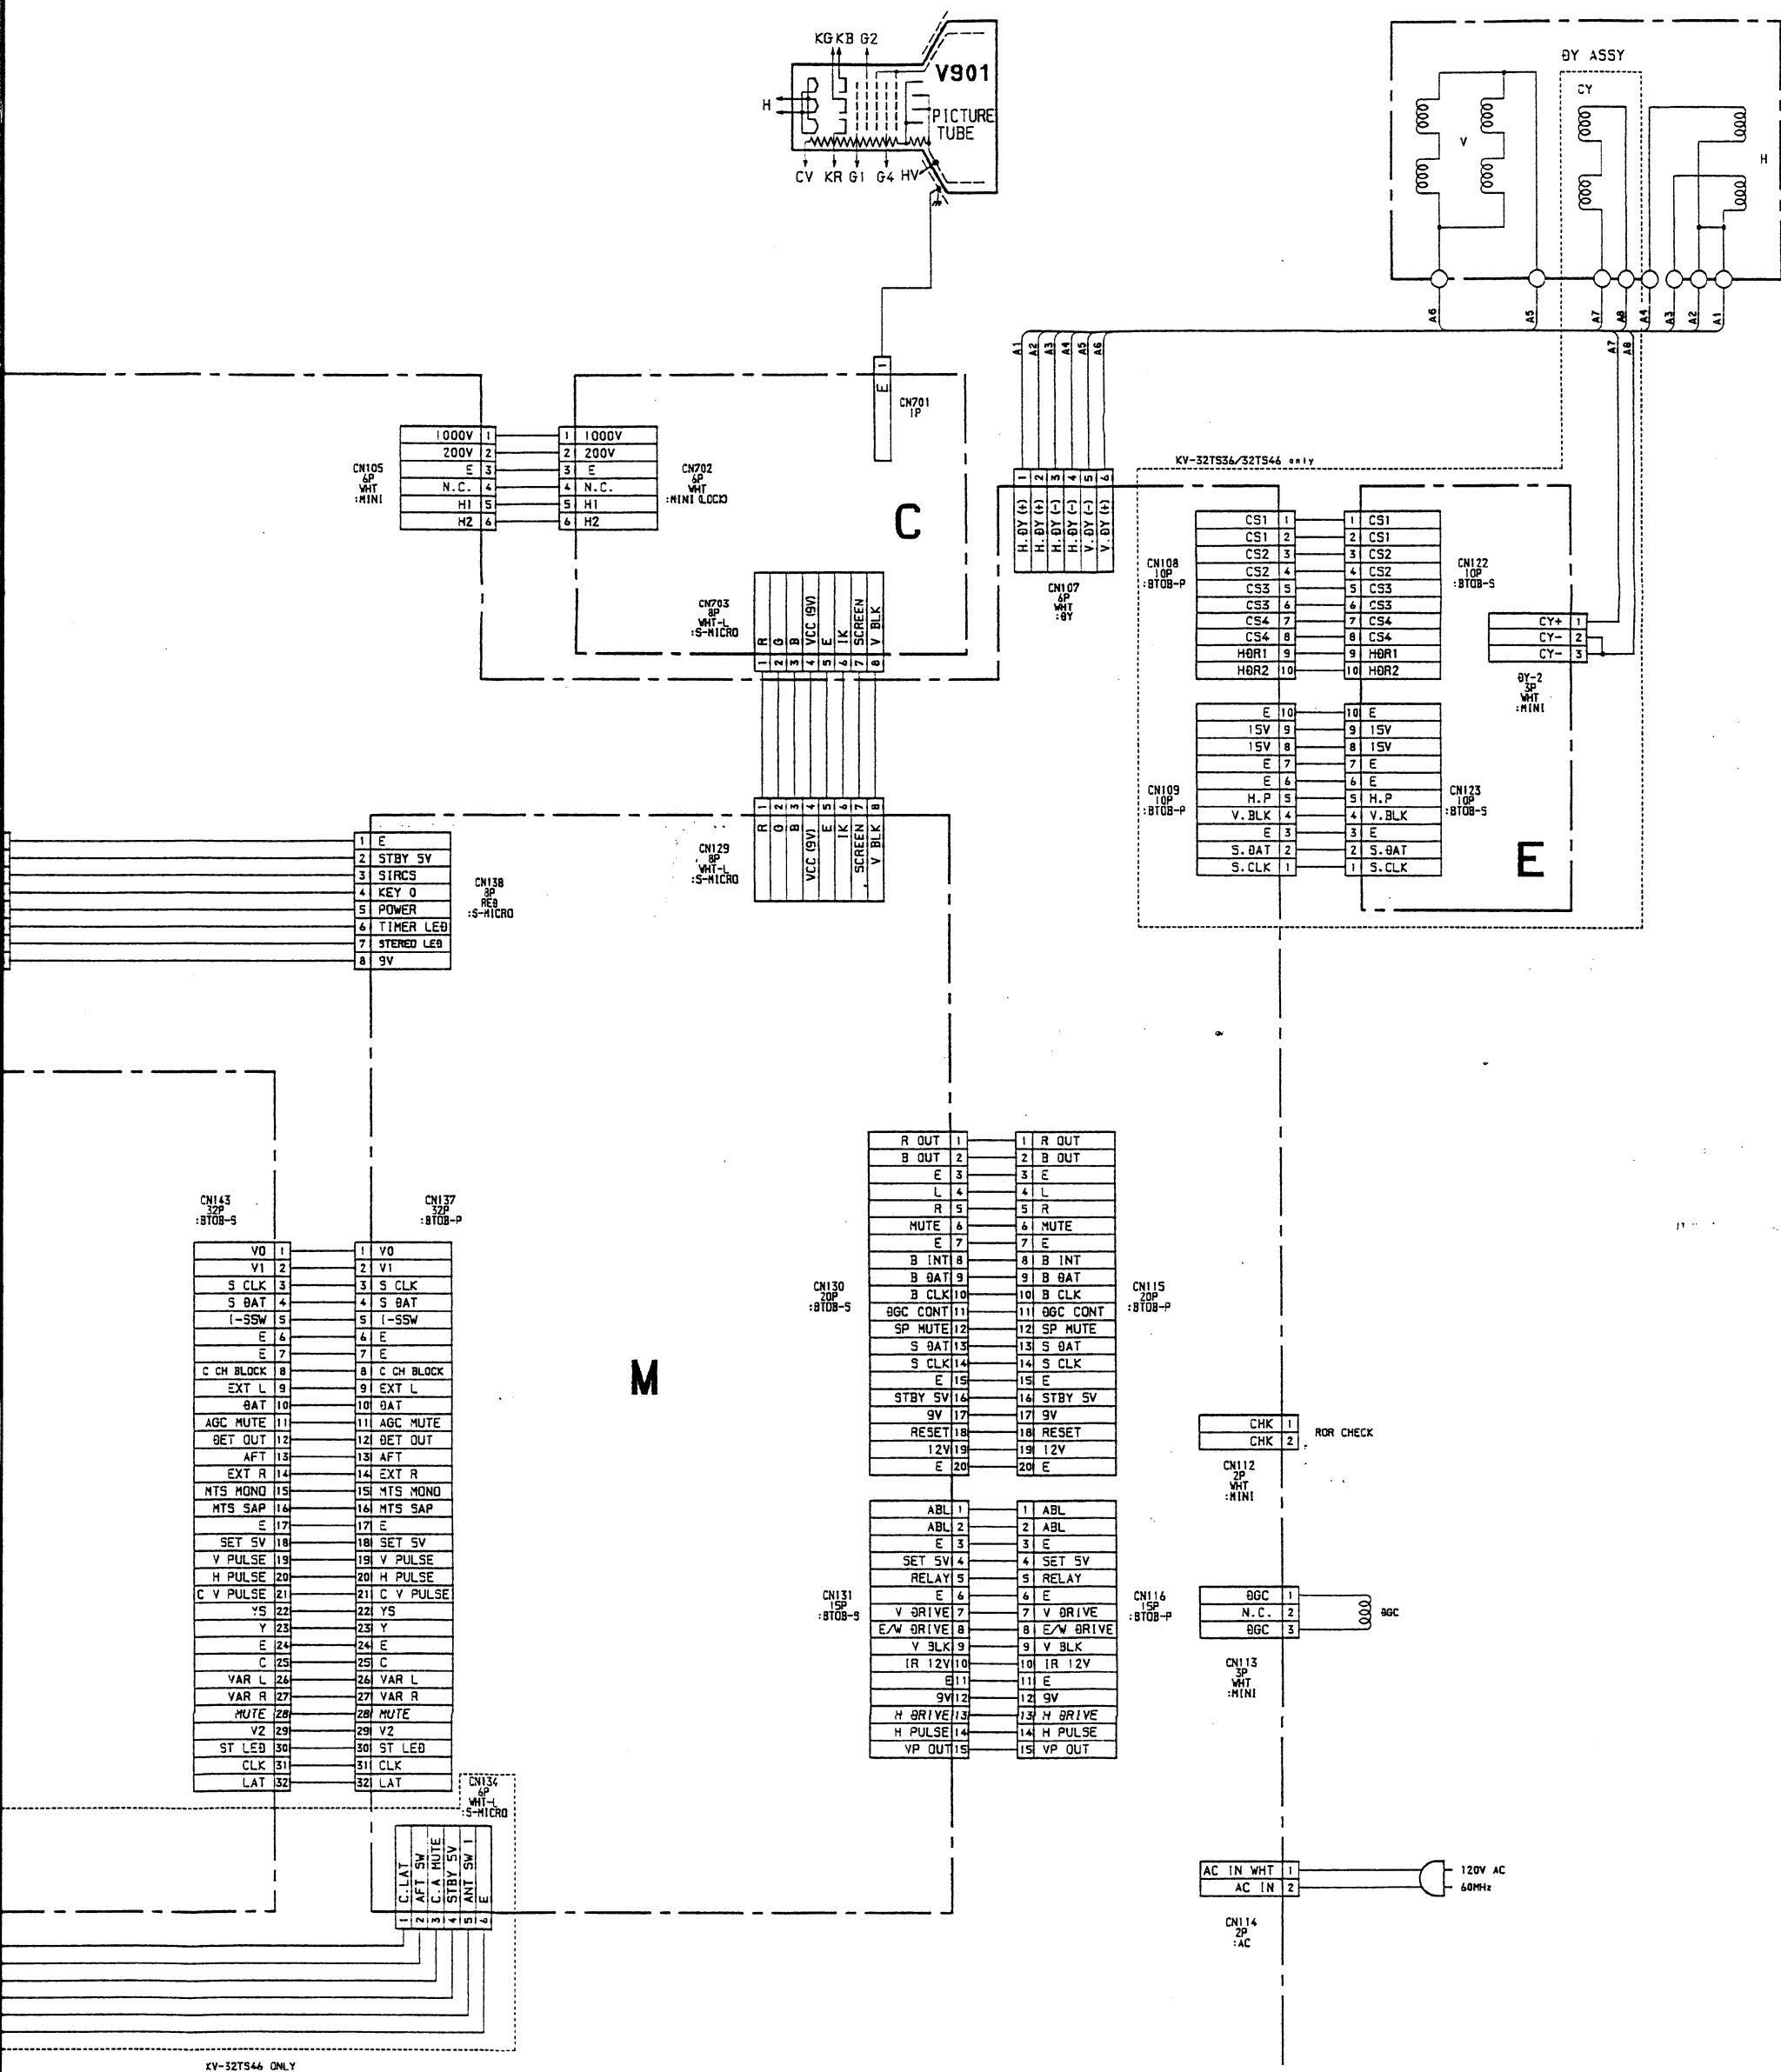 KG KB G2
V901
H
PICTURE
TUBE
CV KR G1 G4 HV
DY ASSY
CY
V
H
A6
A5
A7
A8
A4
A3
A2
A1
A7
A8
A1
A2
A3
A4
A5
A6
E 1
CN701
1P
CN105
6P
WHT
:MINI
1000V 1
200V 2
E 3
N.C. 4
H1 5
H2 6
1 1000V
2 200V
3 E
4 N.C.
5 H1
6 H2
CN702
6P
WHT
:MINI (LOCK)
C
1 H.DY (+)
2 H.DY (+)
3 H.DY (-)
4 H.DY (-)
5 V.DY (-)
6 V.DY (+)
CN107
6P
WHT
:DY
KV-32TS36/32TS46 only
CN108
10P
:BTOB-P
CS1 1
CS1 2
CS2 3
CS2 4
CS3 5
CS3 6
CS4 7
CS4 8
HDR1 9
HDR2 10
1 CS1
2 CS1
3 CS2
4 CS2
5 CS3
6 CS3
7 CS4
8 CS4
9 HDR1
10 HDR2
CN122
10P
:BTOB-S
CY+ 1
CY- 2
CY- 3
DY-2
3P
WHT
:MINI
CN109
10P
:BTOB-P
E 10
15V 9
15V 8
E 7
E 6
H.P 5
V.BLK 4
E 3
S.DAT 2
S.CLK 1
10 E
9 15V
8 15V
7 E
6 E
5 H.P
4 V.BLK
3 E
2 S.DAT
1 S.CLK
CN123
10P
:BTOB-S
E
CN703
8P
WHT-L
:S-MICRO
1 R
2 G
3 B
4 VCC (9V)
5 E
6 IK
7 SCREEN
8 V BLK
CN129
8P
WHT-L
:S-MICRO
1 R
2 G
3 B
4 VCC (9V)
5 E
6 IK
7 SCREEN
8 V BLK
1 E
2 STBY 5V
3 SIRCS
4 KEY 0
5 POWER
6 TIMER LED
7 STEREO LED
8 9V
CN138
8P
RED
:S-MICRO
CN143
32P
:BTOB-S
CN137
32P
:BTOB-P
V0 1
V1 2
S CLK 3
S DAT 4
I-SSW 5
E 6
E 7
C CH BLOCK 8
EXT L 9
DAT 10
AGC MUTE 11
DET OUT 12
AFT 13
EXT R 14
MTS MONO 15
MTS SAP 16
E 17
SET 5V 18
V PULSE 19
H PULSE 20
C V PULSE 21
YS 22
Y 23
E 24
C 25
VAR L 26
VAR R 27
MUTE 28
V2 29
ST LED 30
CLK 31
LAT 32
1 V0
2 V1
3 S CLK
4 S DAT
5 I-SSW
6 E
7 E
8 C CH BLOCK
9 EXT L
10 DAT
11 AGC MUTE
12 DET OUT
13 AFT
14 EXT R
15 MTS MONO
16 MTS SAP
17 E
18 SET 5V
19 V PULSE
20 H PULSE
21 C V PULSE
22 YS
23 Y
24 E
25 C
26 VAR L
27 VAR R
28 MUTE
29 V2
30 ST LED
31 CLK
32 LAT
M
CN130
20P
:BTOB-S
R OUT 1
B OUT 2
E 3
L 4
R 5
MUTE 6
E 7
B INT 8
B DAT 9
B CLK 10
DGC CONT 11
SP MUTE 12
S DAT 13
S CLK 14
E 15
STBY 5V 16
9V 17
RESET 18
12V 19
E 20
1 R OUT
2 B OUT
3 E
4 L
5 R
6 MUTE
7 E
8 B INT
9 B DAT
10 B CLK
11 DGC CONT
12 SP MUTE
13 S DAT
14 S CLK
15 E
16 STBY 5V
17 9V
18 RESET
19 12V
20 E
CN115
20P
:BTOB-P
CN131
15P
:BTOB-S
ABL 1
ABL 2
E 3
SET 5V 4
RELAY 5
E 6
V DRIVE 7
E/W DRIVE 8
V BLK 9
IR 12V 10
E 11
9V 12
H DRIVE 13
H PULSE 14
VP OUT 15
1 ABL
2 ABL
3 E
4 SET 5V
5 RELAY
6 E
7 V DRIVE
8 E/W DRIVE
9 V BLK
10 IR 12V
11 E
12 9V
13 H DRIVE
14 H PULSE
15 VP OUT
CN116
15P
:BTOB-P
CHK 1
CHK 2
ROR CHECK
CN112
2P
WHT
:MINI
DGC 1
N.C. 2
DGC 3
DGC
CN113
3P
WHT
:MINI
CN134
6P
WHT-L
:S-MICRO
1 C.LAT
2 AFT SW
3 C.A MUTE
4 STBY 5V
5 ANT SW 1
6 E
AC IN WHT 1
AC IN 2
120V AC
60MHz
CN114
2P
:AC
KV-32TS46 ONLY